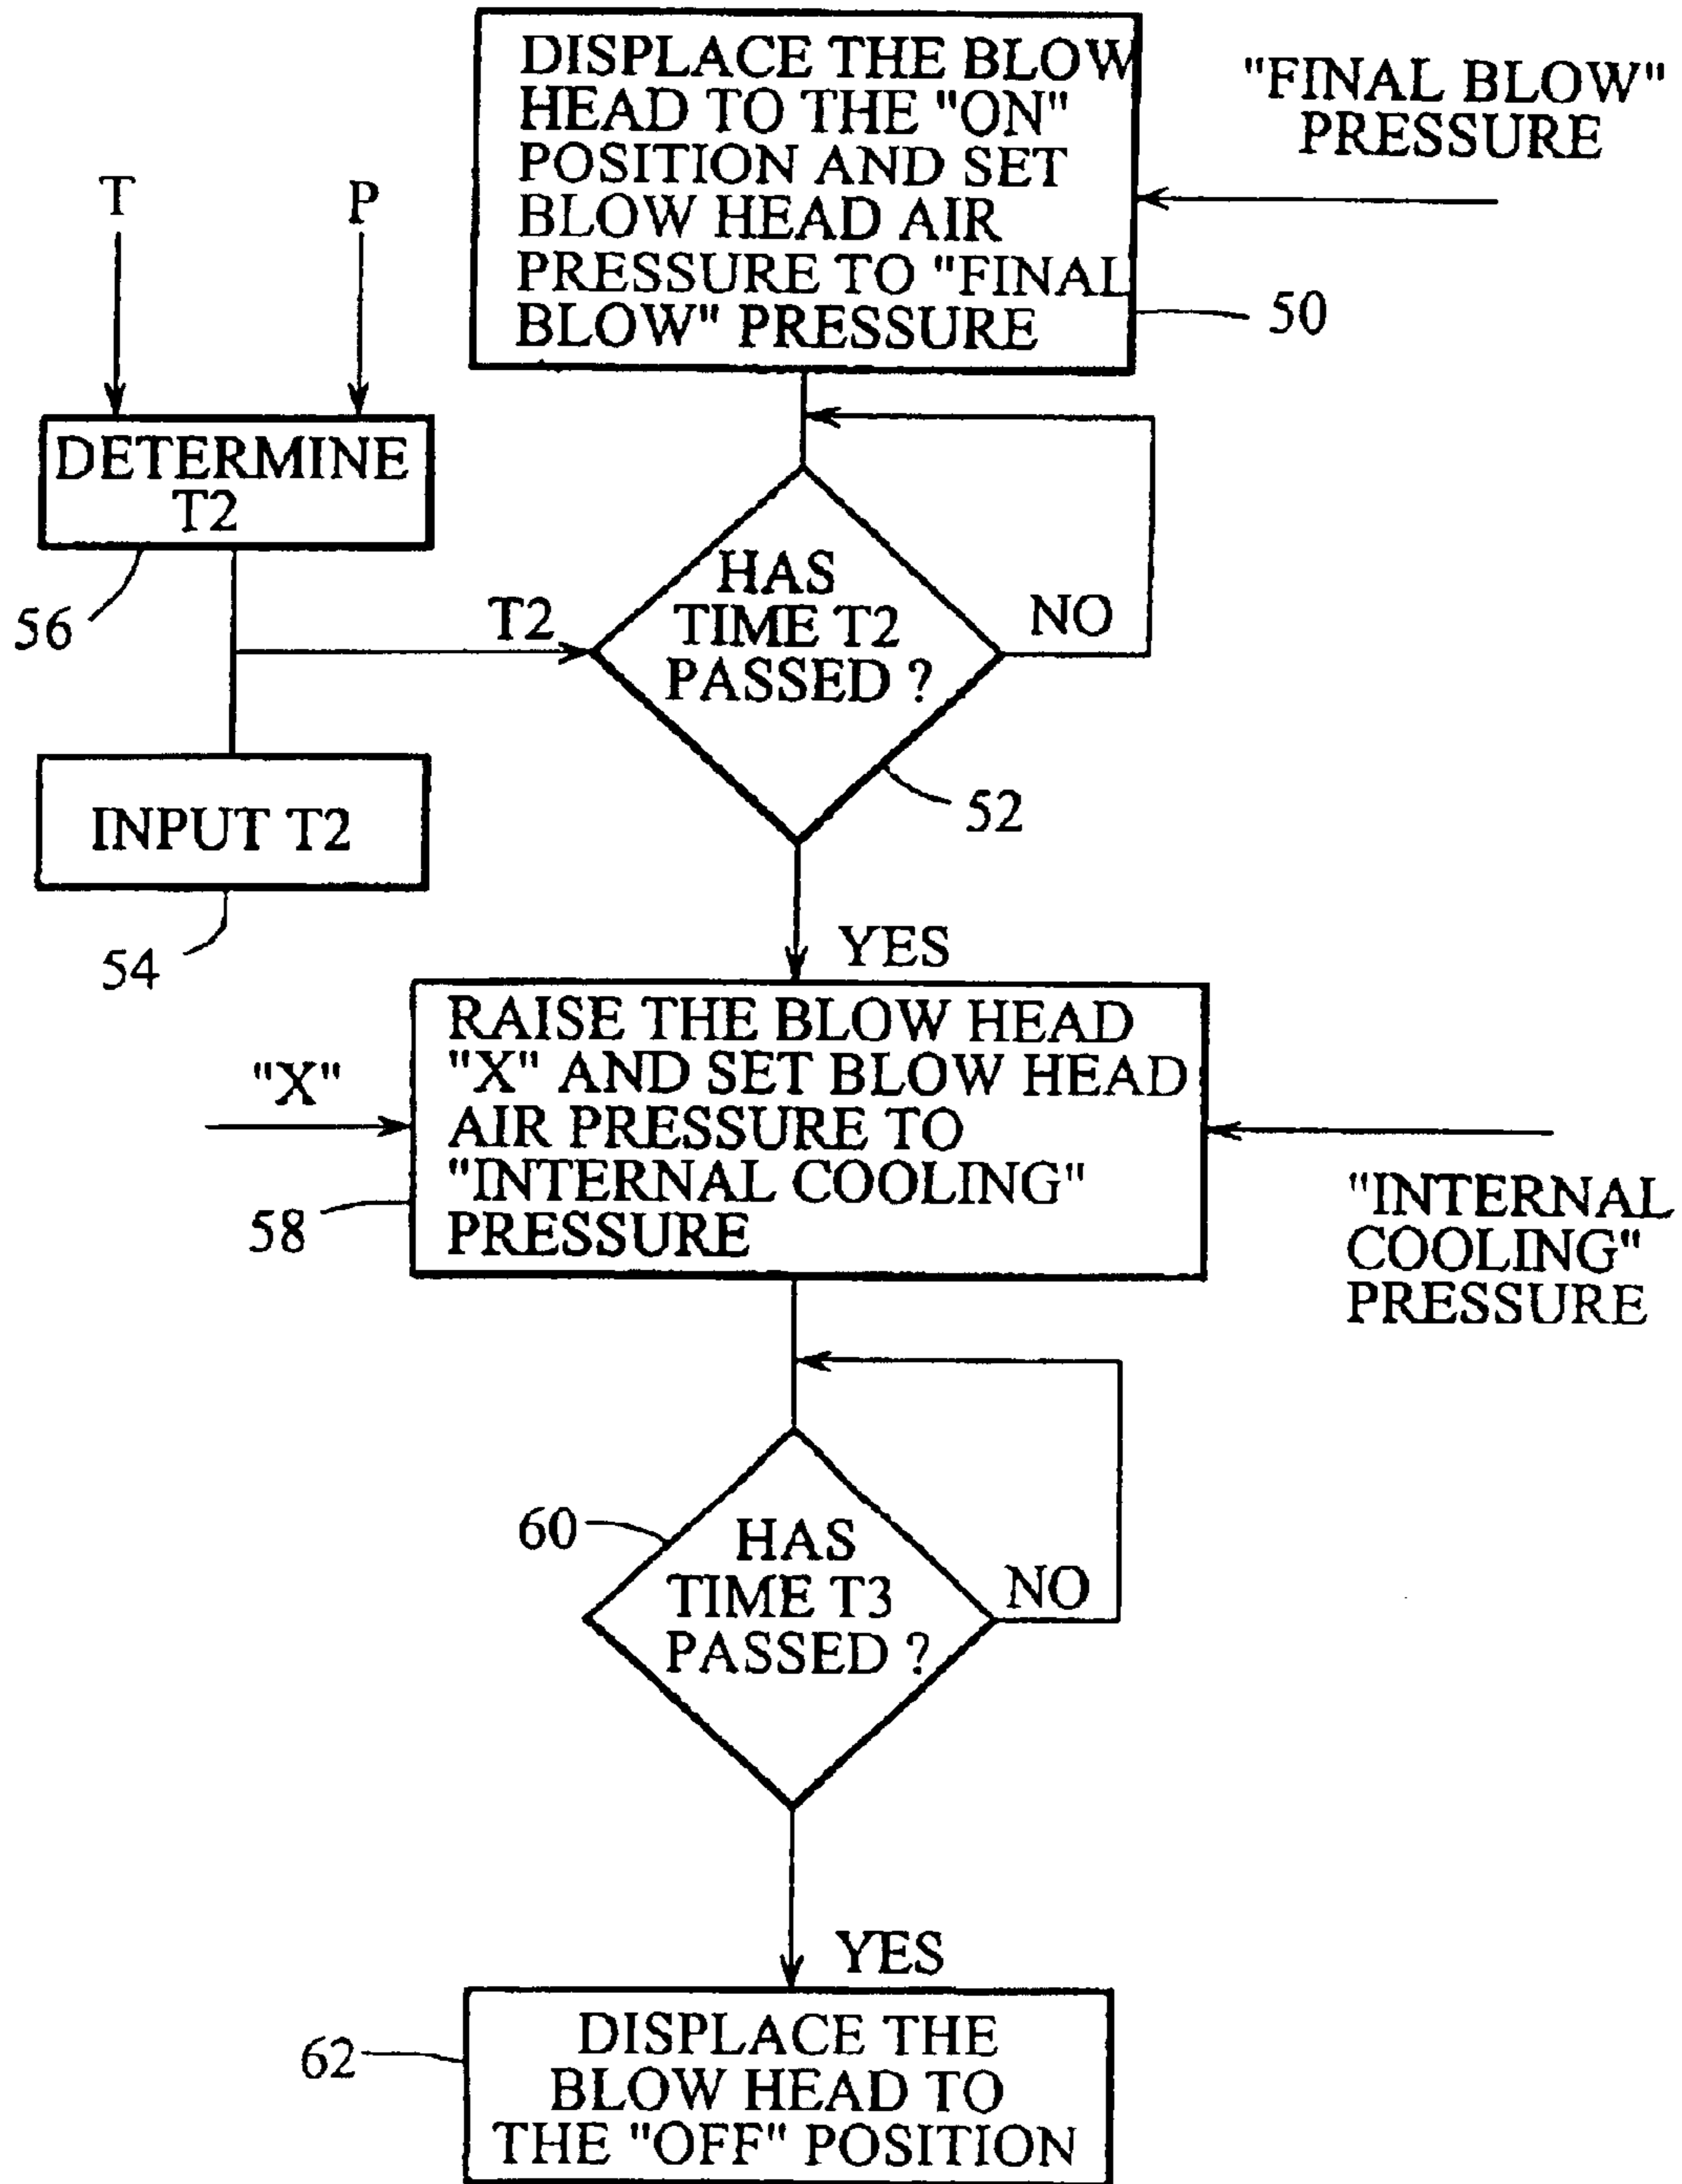 DISPLACE THE BLOW
HEAD TO THE "ON"
POSITION AND SET
BLOW HEAD AIR
PRESSURE TO "FINAL
BLOW" PRESSURE
"FINAL BLOW"
PRESSURE
50
T
P
DETERMINE
T2
56
T2
HAS
TIME T2
PASSED ?
NO
52
INPUT T2
54
YES
RAISE THE BLOW HEAD
"X" AND SET BLOW HEAD
AIR PRESSURE TO
"INTERNAL COOLING"
PRESSURE
"X"
58
"INTERNAL
COOLING"
PRESSURE
60
HAS
TIME T3
PASSED ?
NO
YES
62
DISPLACE THE
BLOW HEAD TO
THE "OFF" POSITION